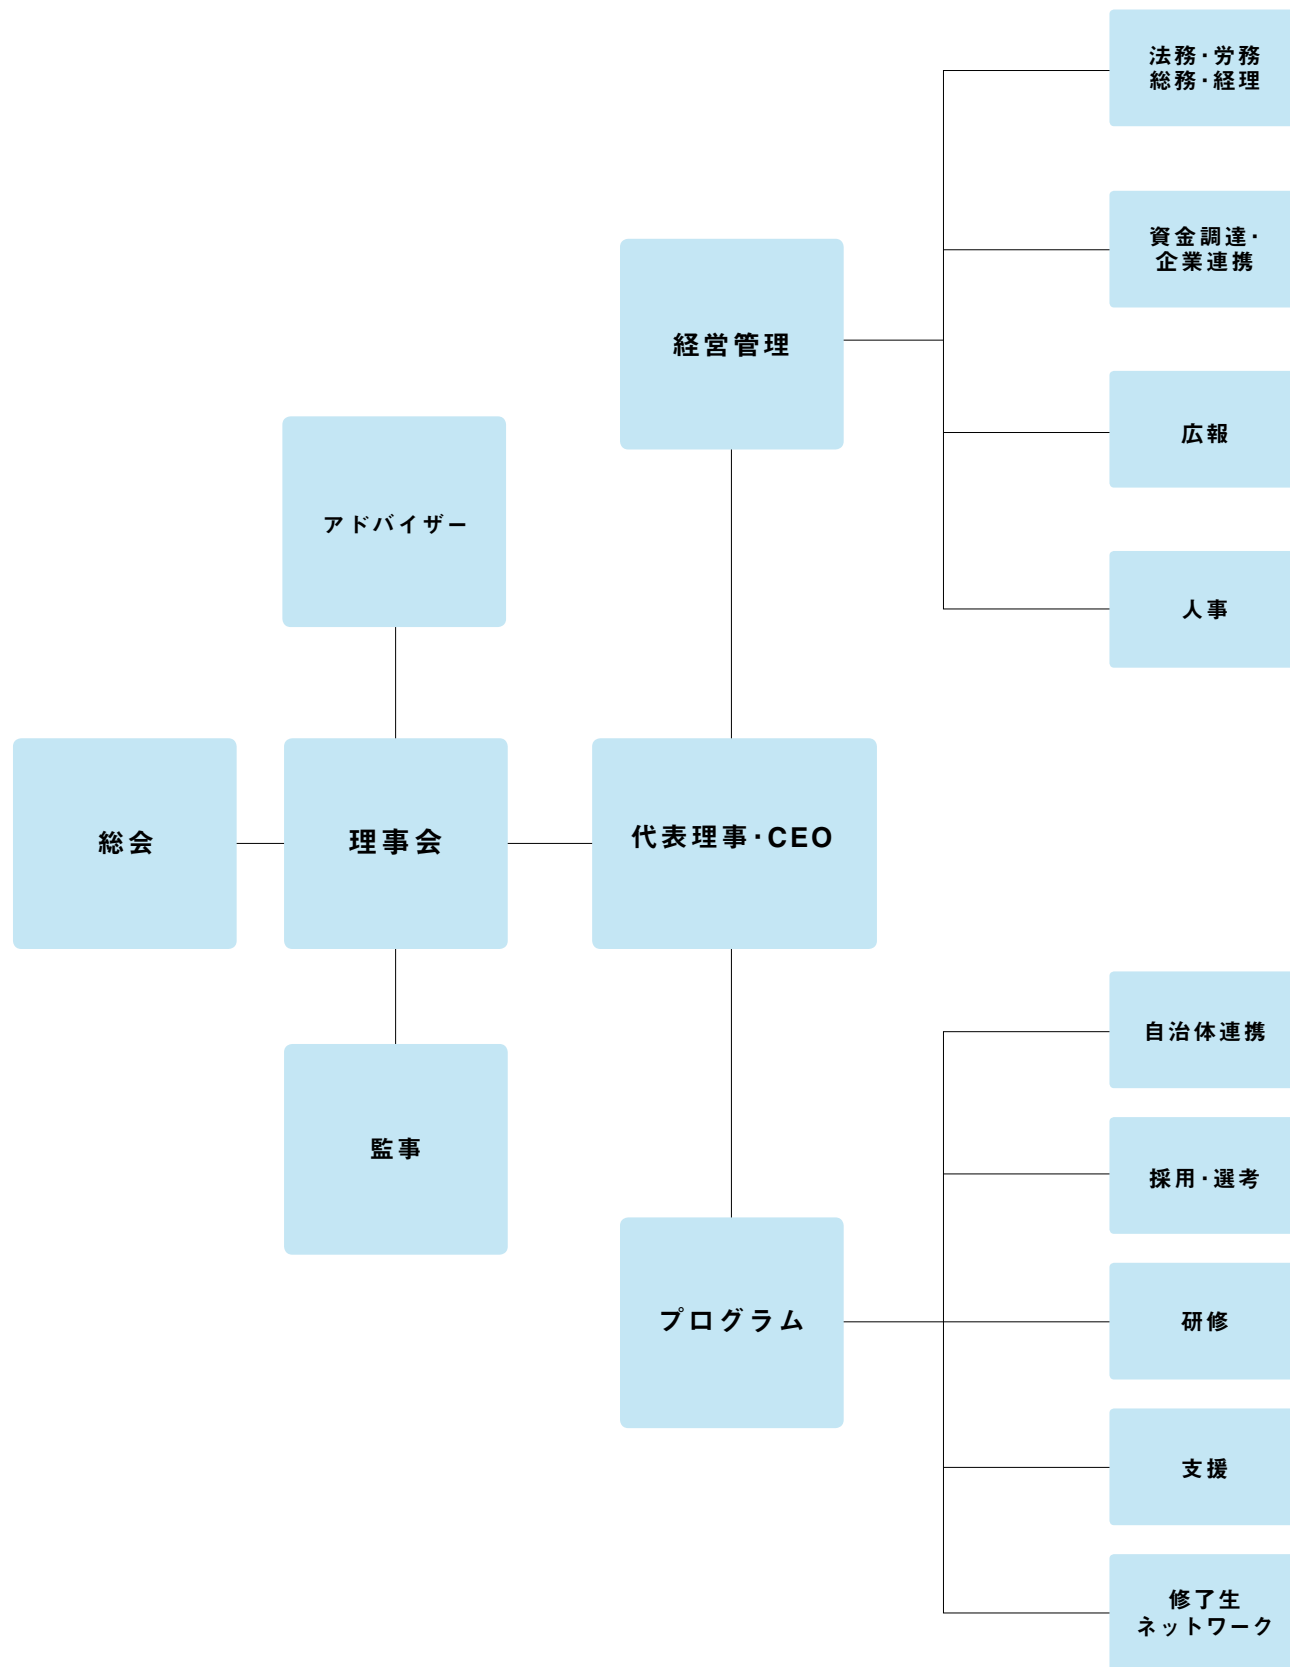 法務・労務
総務・経理
資金調達・
企業連携
経営管理
広報
アドバイザー
人事
総会
理事会
代表理事・CEO
自治体連携
監事
採用・選考
プログラム
研修
支援
修了生
ネットワーク